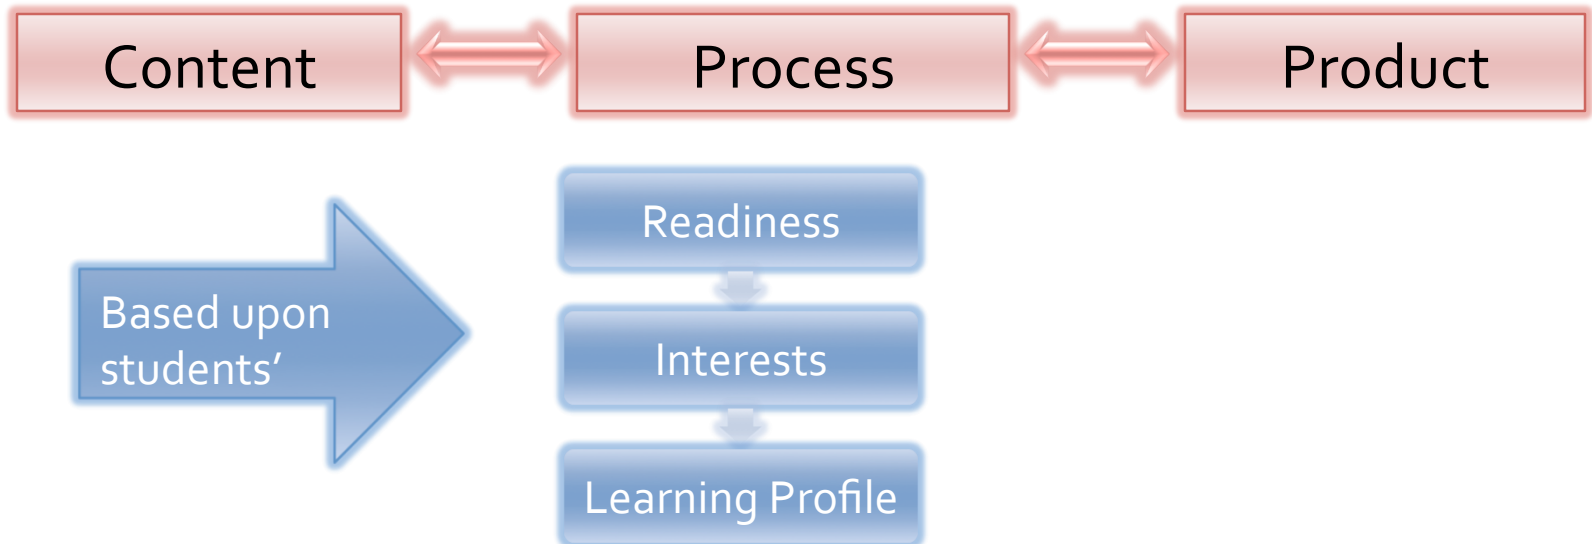 Content
Process
Product
Readiness
Based upon
students’
Interests
Learning Profile